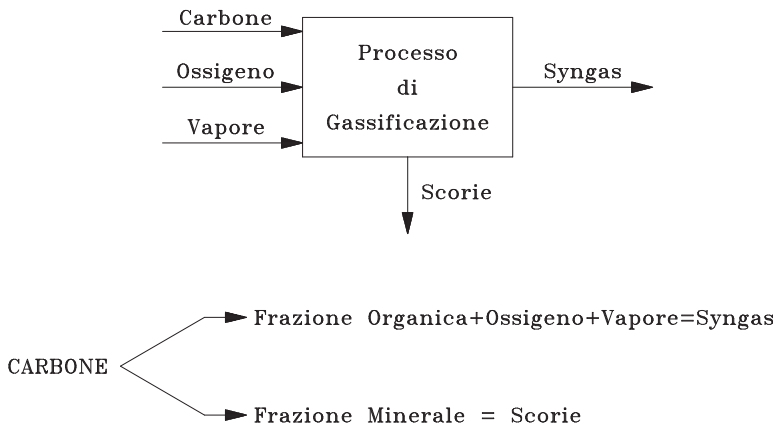 Carbone
Ossigeno
Vapore
Processo
di
Gassificazione
Syngas
Scorie
Frazione Organica+Ossigeno+Vapore=Syngas
CARBONE
Frazione Minerale = Scorie